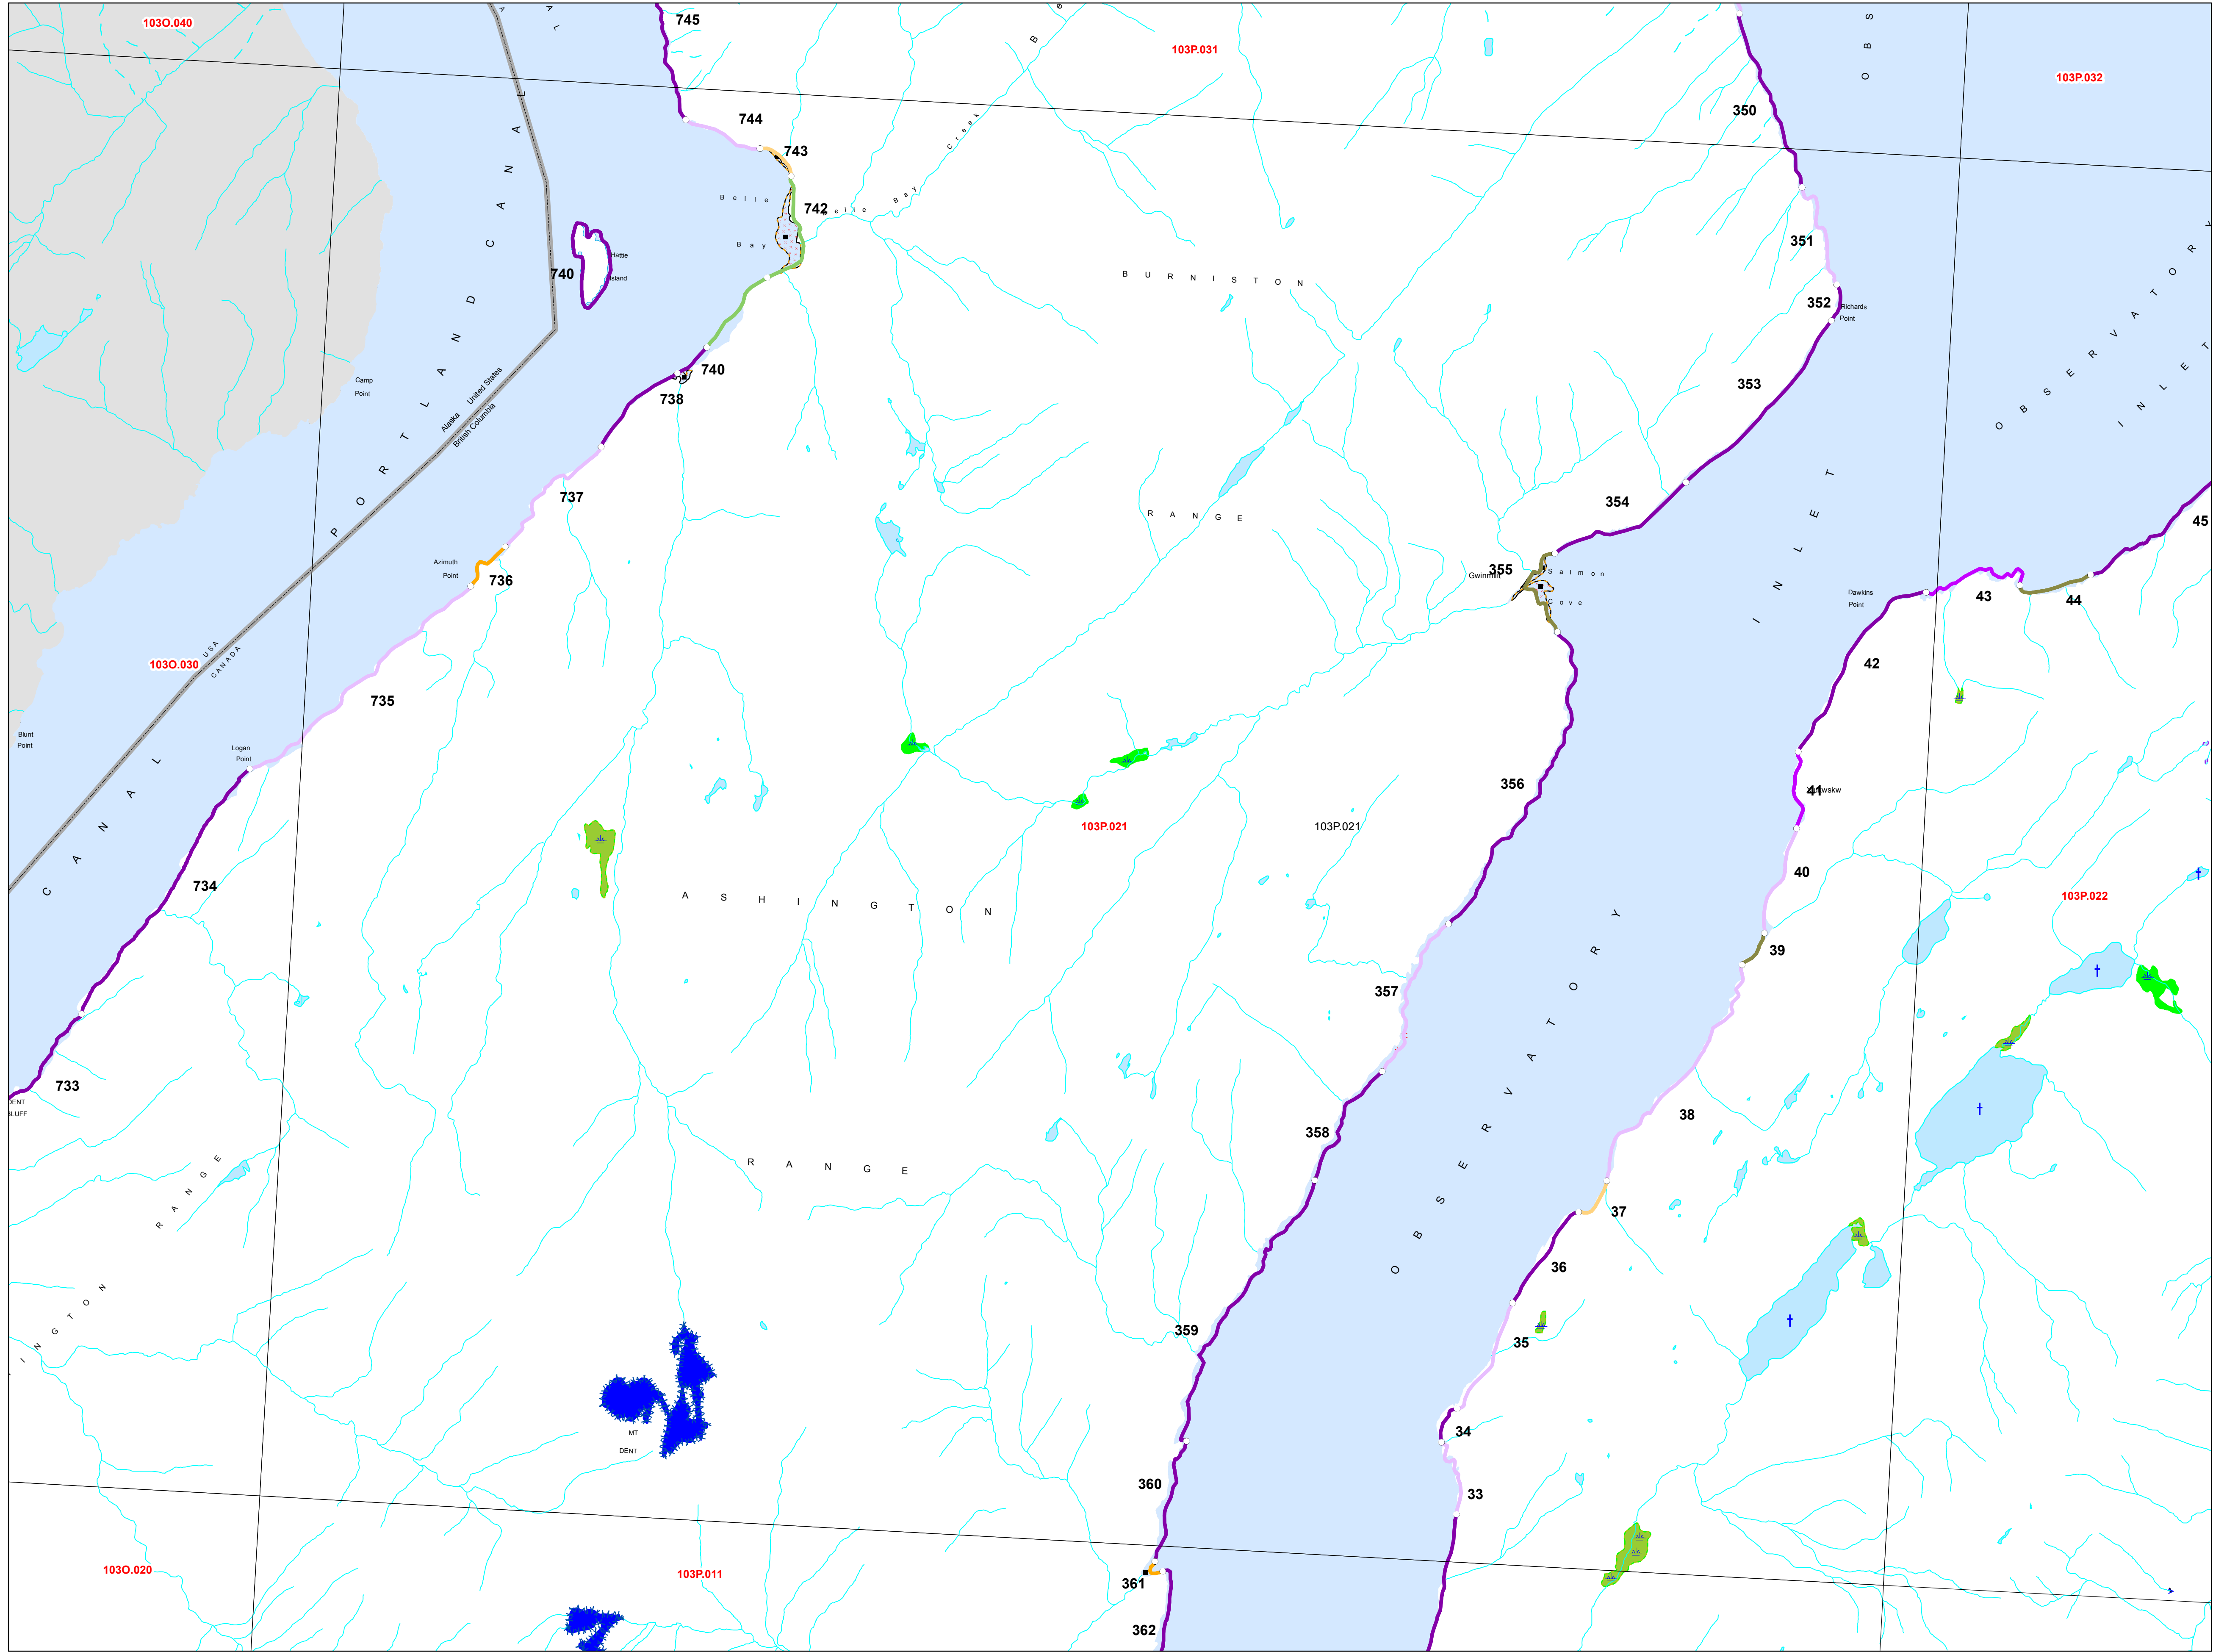 103O.040
745
103P.031
103P.032
350
744
743
Creek
Bay
Belle
742
Belle
Bay
351
740
Hattie
Island
BURNISTON
352
Richards
Point
OBSERVATORY
INLET
OBS
740
738
353
Camp
Point
Alaska United States
British Columbia
PORTLAND CANAL
737
RANGE
354
45
Azimuth
Point
736
355
Gwinmilit
Salmon
Cove
Dawkins
Point
43
44
USA
CANADA
103O.030
42
735
Blunt
Point
Logan
Point
CANAL
356
41
103P.021
103P.021
INLET
734
ASHINGTON
40
103P.022
39
357
OBSERVATORY
733
DENT
BLUFF
358
38
RANGE
RANGE
37
36
INGTON
359
35
MT
DENT
34
360
33
103O.020
103P.011
361
362